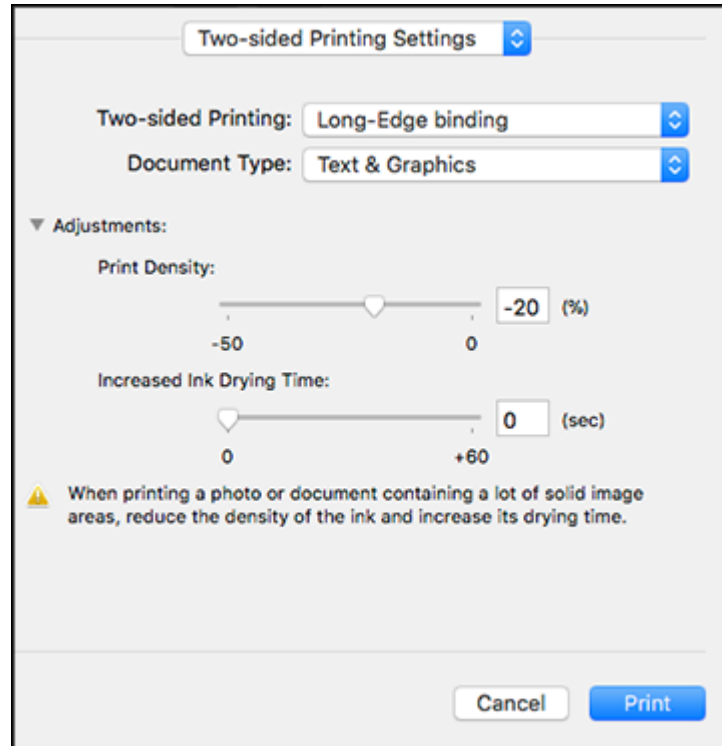 Two-sided Printing Settings
Two-sided Printing: Long-Edge binding
Document Type: Text & Graphics
Adjustments:
Print Density:
-20 (%)
-50 0
Increased Ink Drying Time:
0 (sec)
0 +60
When printing a photo or document containing a lot of solid image
areas, reduce the density of the ink and increase its drying time.
Cancel Print